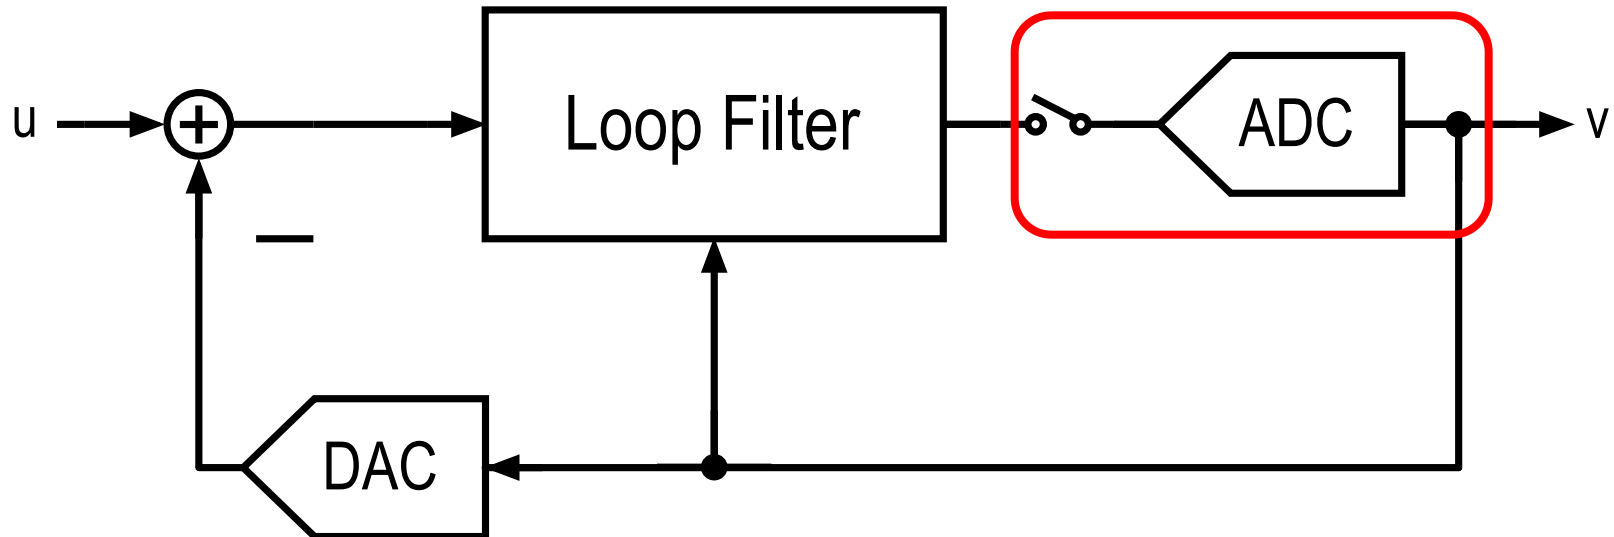 u
Loop Filter
ADC
v
DAC